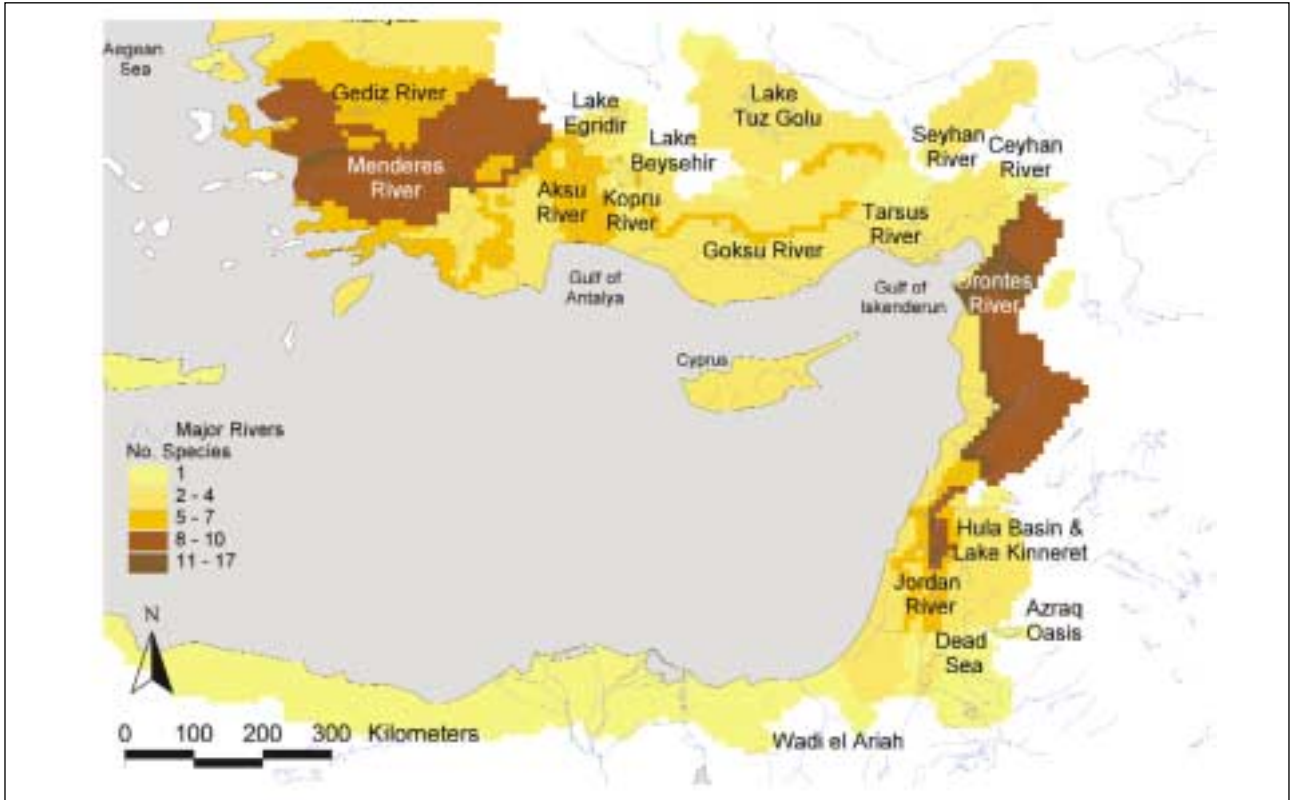 Aegean
Sea
Gediz River
Menderes
River
Lake
Egridir
Lake
Beysehir
Lake
Tuz Golu
Seyhan
River
Ceyhan
River
Aksu
River
Kopru
River
Goksu River
Tarsus
River
Gulf of
Antalya
Gulf of
Iskenderun
Orontes
River
Cyprus
Major Rivers
No. Species
1
2 - 4
5 - 7
8 - 10
11 - 17
Hula Basin &
Lake Kinneret
Jordan
River
Azraq
Oasis
Dead
Sea
Wadi el Ariah
N
0 100 200 300 Kilometers